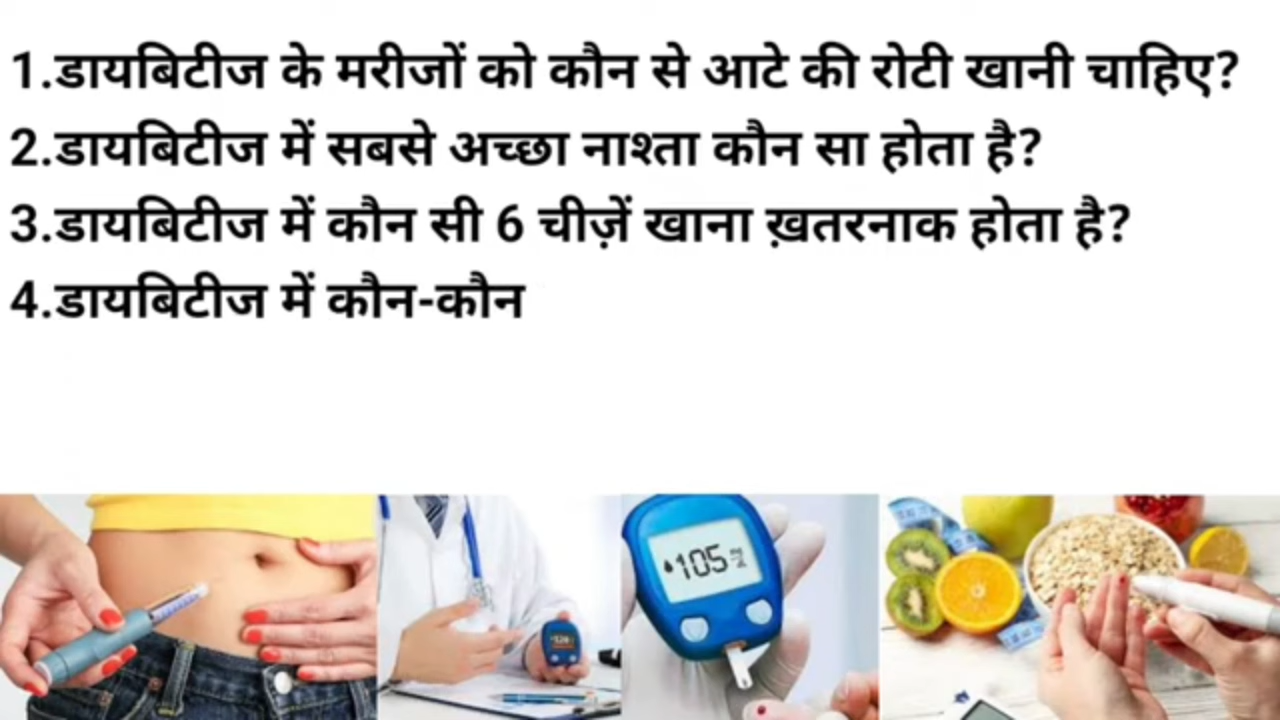 1.डायबिटीज के मरीजों को कौन से आटे की रोटी खानी चाहिए?
2.डायबिटीज में सबसे अच्छा नाश्ता कौन सा होता है?
3.डायबिटीज में कौन सी 6 चीज़ें खाना ख़तरनाक होता है?
4.डायबिटीज में कौन-कौन
105